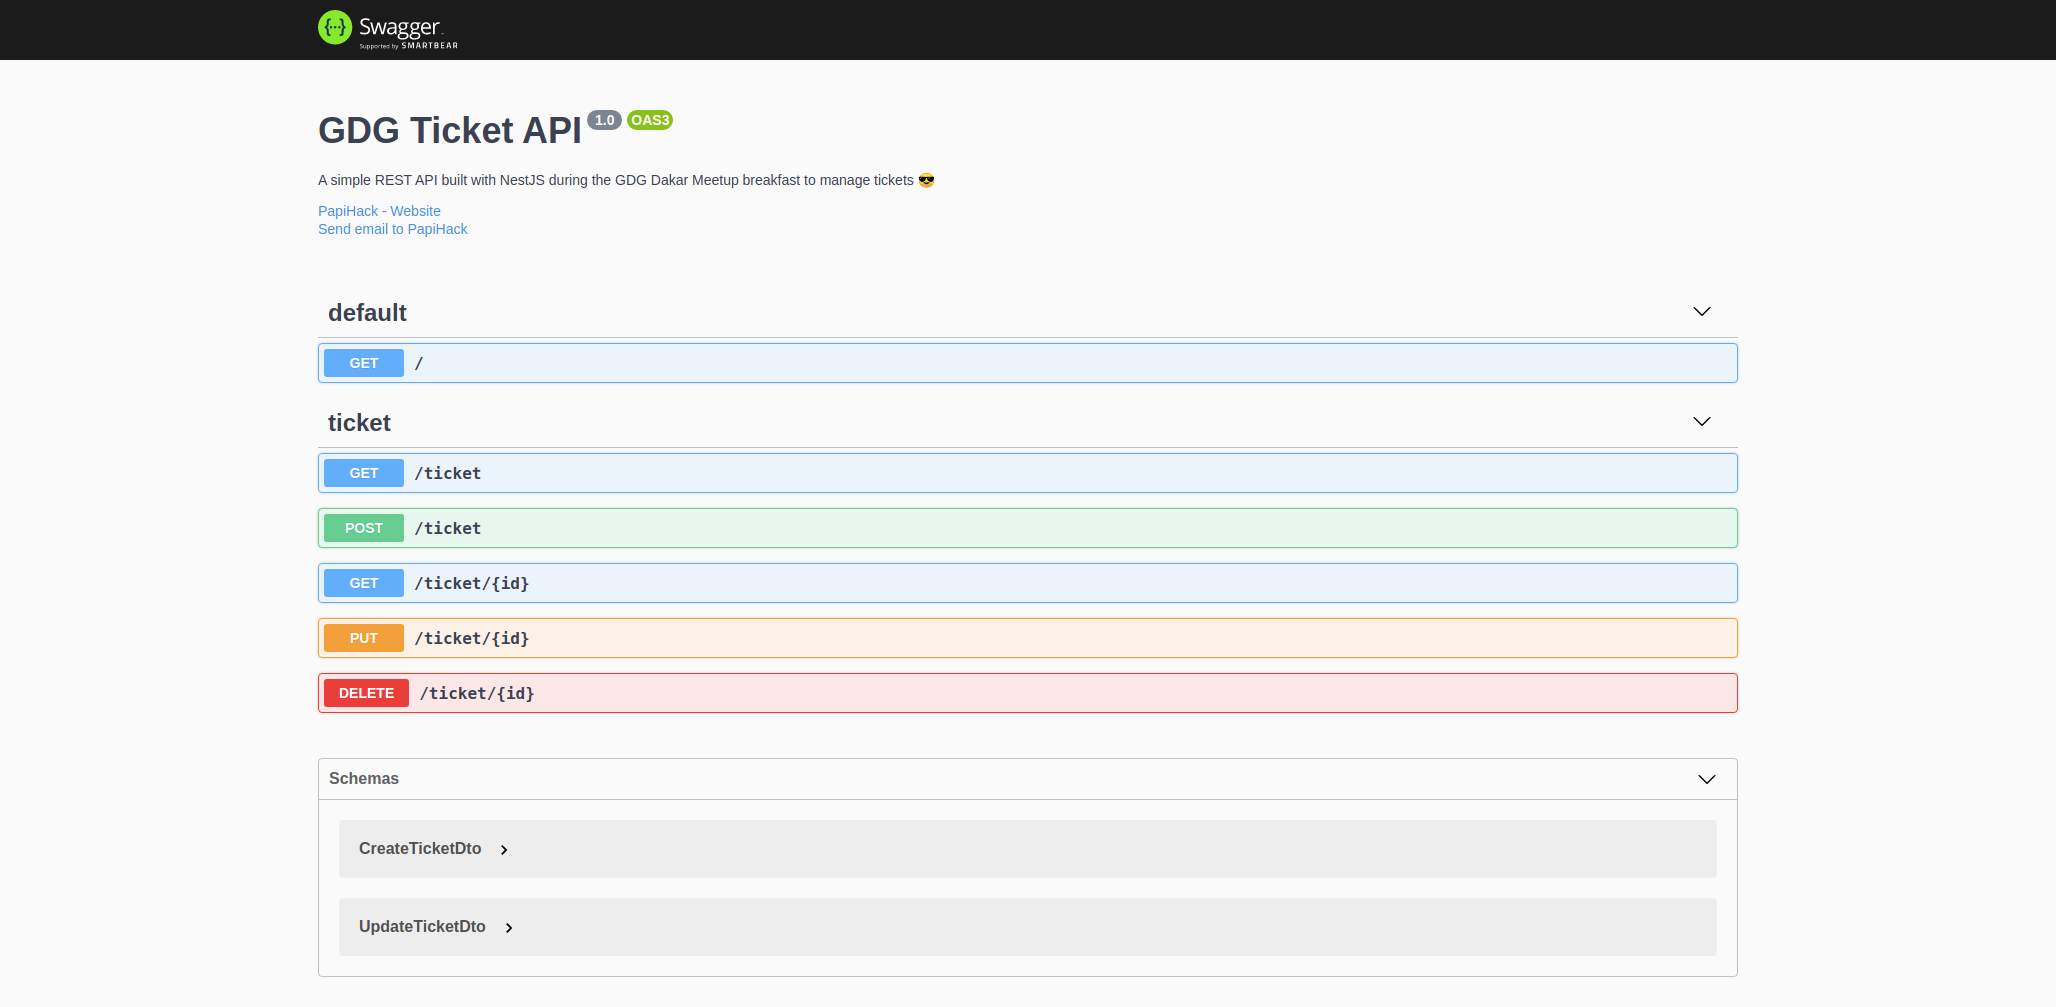 Swagger
Supported by SMARTBEAR
GDG Ticket API 1.0 OAS3
A simple REST API built with NestJS during the GDG Dakar Meetup breakfast to manage tickets 😎
PapiHack - Website
Send email to PapiHack
default
GET /
ticket
GET /ticket
POST /ticket
GET /ticket/{id}
PUT /ticket/{id}
DELETE /ticket/{id}
Schemas
CreateTicketDto
UpdateTicketDto